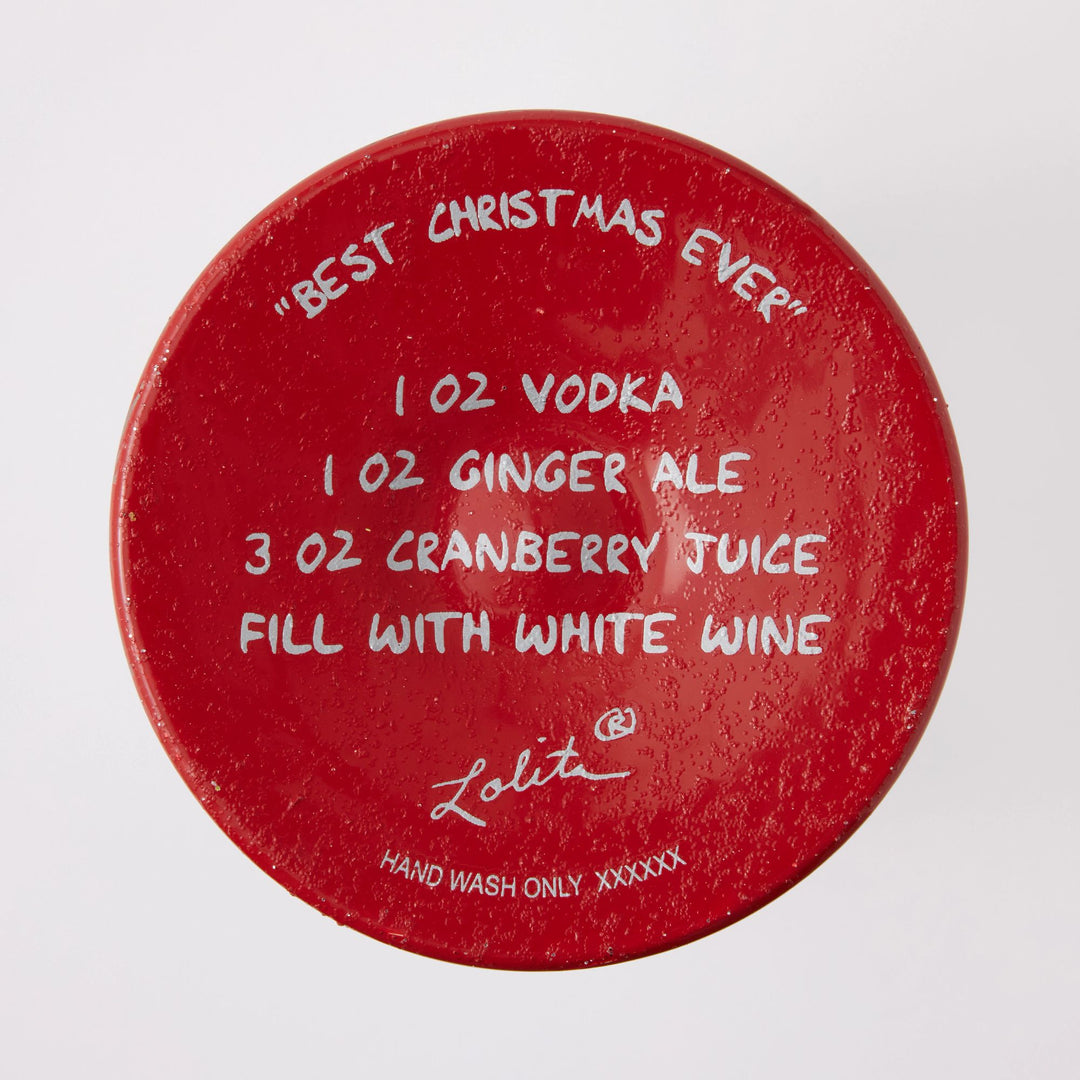 "BEST CHRISTMAS EVER"
1 OZ VODKA
1 OZ GINGER ALE
3 OZ CRANBERRY JUICE
FILL WITH WHITE WINE
Lolita®
HAND WASH ONLY XXXXXX